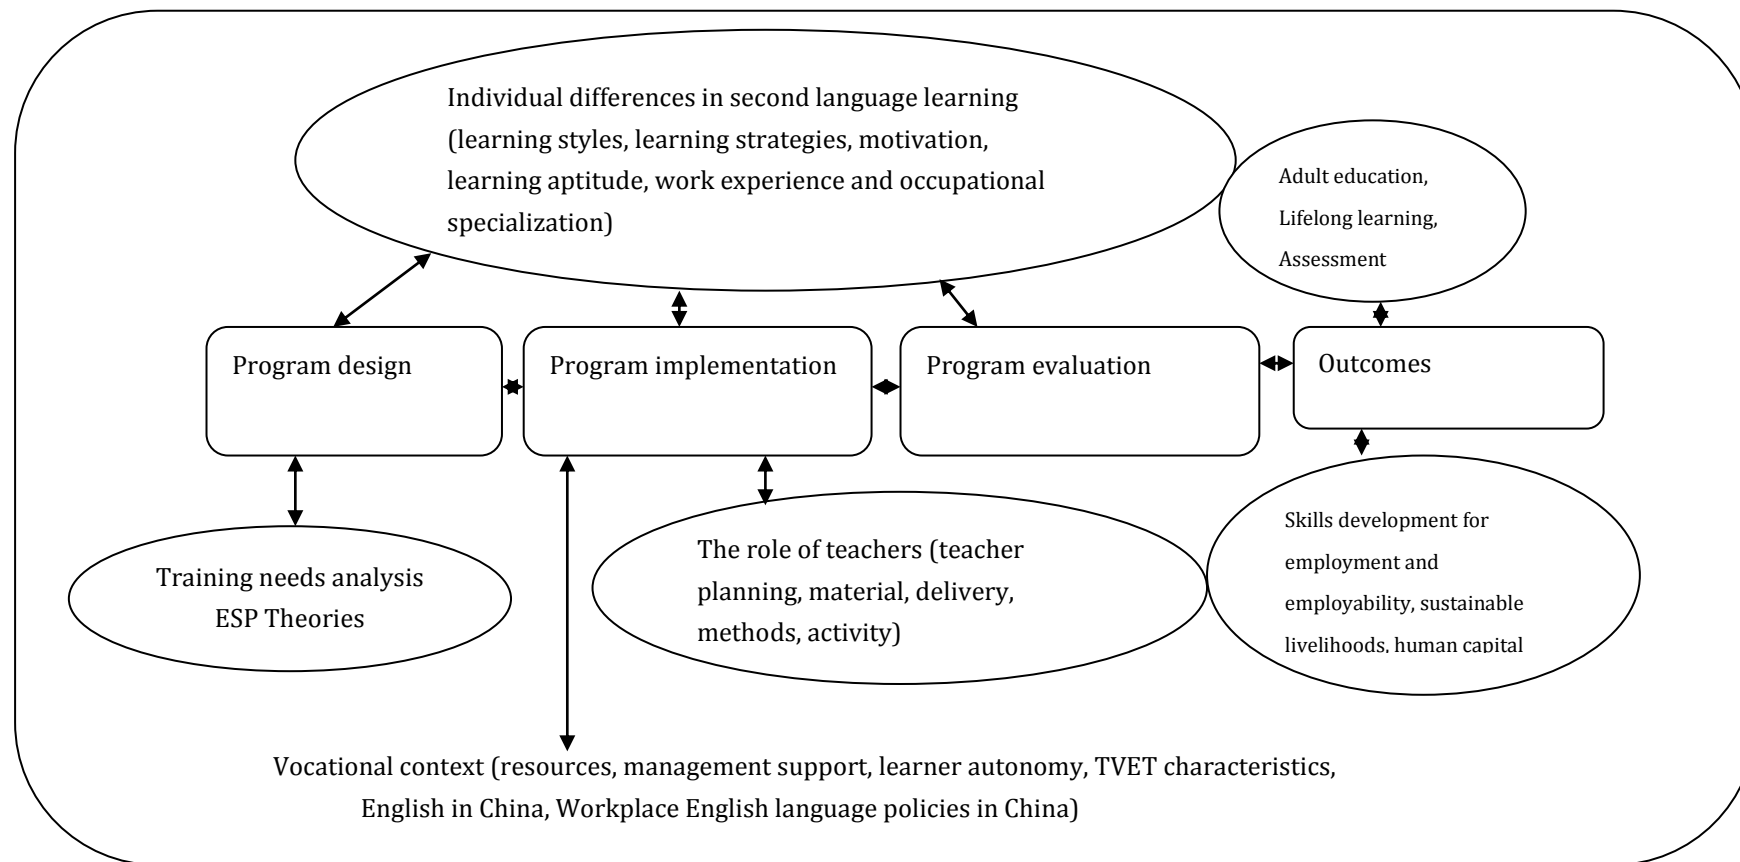 Individual differences in second language learning
(learning styles, learning strategies, motivation,
learning aptitude, work experience and occupational
specialization)
Adult education,
Lifelong learning,
Assessment
Program design
Program implementation
Program evaluation
Outcomes
Training needs analysis
ESP Theories
The role of teachers (teacher
planning, material, delivery,
methods, activity)
Skills development for
employment and
employability, sustainable
livelihoods, human capital
Vocational context (resources, management support, learner autonomy, TVET characteristics,
English in China, Workplace English language policies in China)